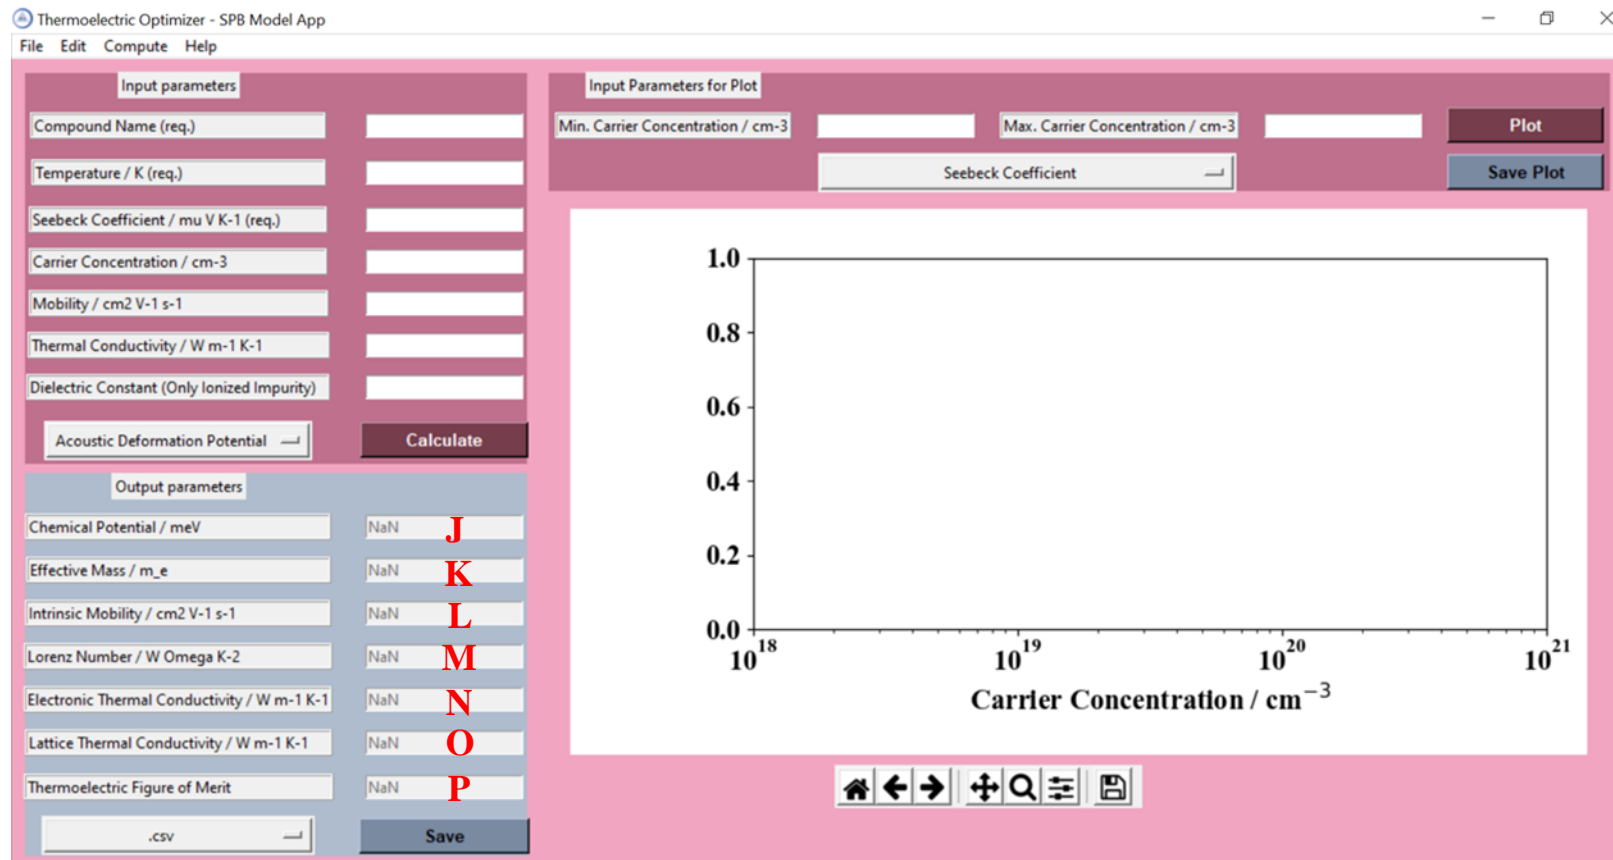 Thermoelectric Optimizer - SPB Model App
File Edit Compute Help
Input parameters
Compound Name (req.)
Temperature / K (req.)
Seebeck Coefficient / mu V K-1 (req.)
Carrier Concentration / cm-3
Mobility / cm2 V-1 s-1
Thermal Conductivity / W m-1 K-1
Dielectric Constant (Only Ionized Impurity)
Acoustic Deformation Potential Calculate
Output parameters
Chemical Potential / meV NaN J
Effective Mass / m_e NaN K
Intrinsic Mobility / cm2 V-1 s-1 NaN L
Lorenz Number / W Omega K-2 NaN M
Electronic Thermal Conductivity / W m-1 K-1 NaN N
Lattice Thermal Conductivity / W m-1 K-1 NaN O
Thermoelectric Figure of Merit NaN P
.csv Save
Input Parameters for Plot
Min. Carrier Concentration / cm-3 Max. Carrier Concentration / cm-3 Plot
Seebeck Coefficient Save Plot
1.0
0.8
0.6
0.4
0.2
0.0
10^18 10^19 10^20 10^21
Carrier Concentration / cm^−3